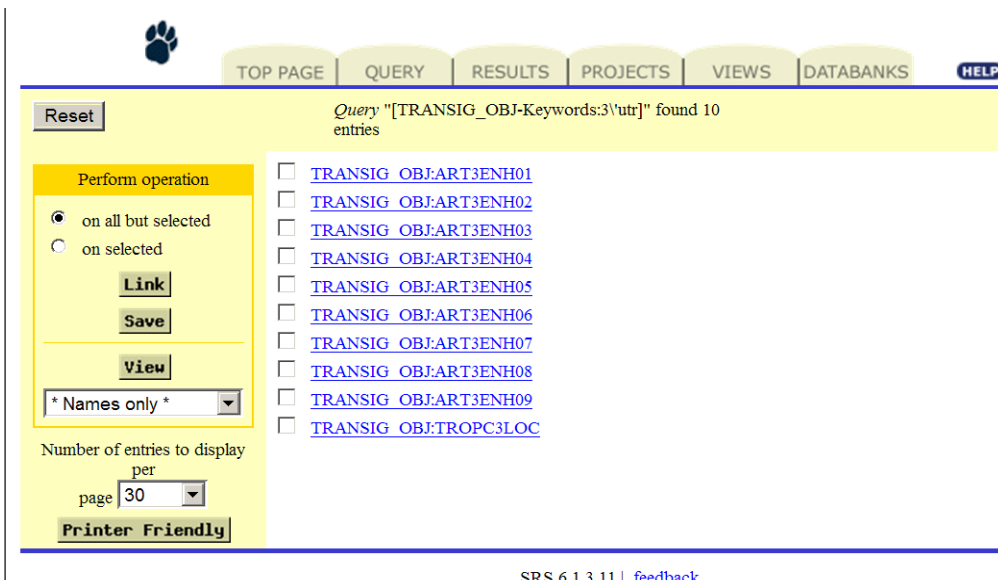 TOP PAGE QUERY RESULTS PROJECTS VIEWS DATABANKS HELP
Reset
Query "[TRANSIG_OBJ-Keywords:3\'utr]" found 10
entries
Perform operation
on all but selected
on selected
Link
Save
View
* Names only *
Number of entries to display
per
page 30
Printer Friendly
TRANSIG_OBJ:ART3ENH01
TRANSIG_OBJ:ART3ENH02
TRANSIG_OBJ:ART3ENH03
TRANSIG_OBJ:ART3ENH04
TRANSIG_OBJ:ART3ENH05
TRANSIG_OBJ:ART3ENH06
TRANSIG_OBJ:ART3ENH07
TRANSIG_OBJ:ART3ENH08
TRANSIG_OBJ:ART3ENH09
TRANSIG_OBJ:TROPC3LOC
SRS 6.1.3.11 | feedback